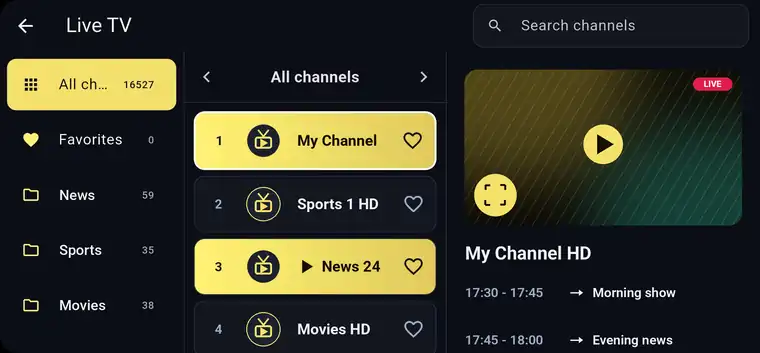 Live TV
Search channels
All ch... 16527
Favorites 0
News 59
Sports 35
Movies 38
All channels
1 My Channel
2 Sports 1 HD
3 News 24
4 Movies HD
LIVE
My Channel HD
17:30 - 17:45 → Morning show
17:45 - 18:00 → Evening news